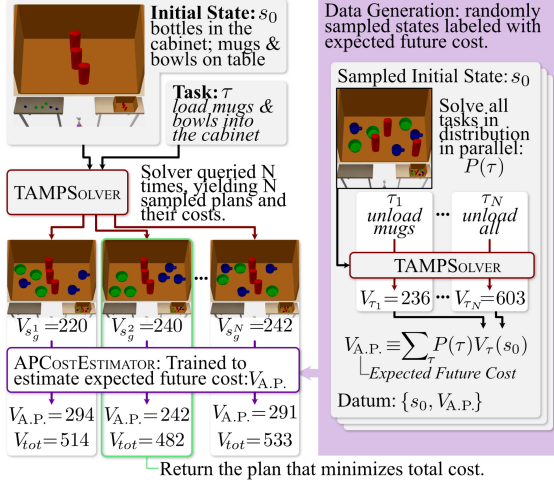 Initial State: s₀
bottles in the
cabinet; mugs &
bowls on table
Task: τ
load mugs &
bowls into
the cabinet
TAMPSOLVER
Solver queried N
times, yielding N
sampled plans and
their costs.
...
V_{s_g^1}=220
V_{s_g^2}=240
V_{s_g^N}=242
APCOSTESTIMATOR: Trained to
estimate expected future cost:V_{A.P.}
V_{A.P.}=294
V_{A.P.}=242
V_{A.P.}=291
V_{tot}=514
V_{tot}=482
V_{tot}=533
Return the plan that minimizes total cost.
Data Generation: randomly
sampled states labeled with
expected future cost.
Sampled Initial State: s₀
Solve all
tasks in
distribution
in parallel:
P(τ)
τ₁
unload
mugs
...
τ_N
unload
all
TAMPSOLVER
V_{τ₁}=236
...
V_{τ_N}=603
V_{A.P.}≡∑_τ P(τ)V_τ(s₀)
Expected Future Cost
Datum: {s₀, V_{A.P.}}